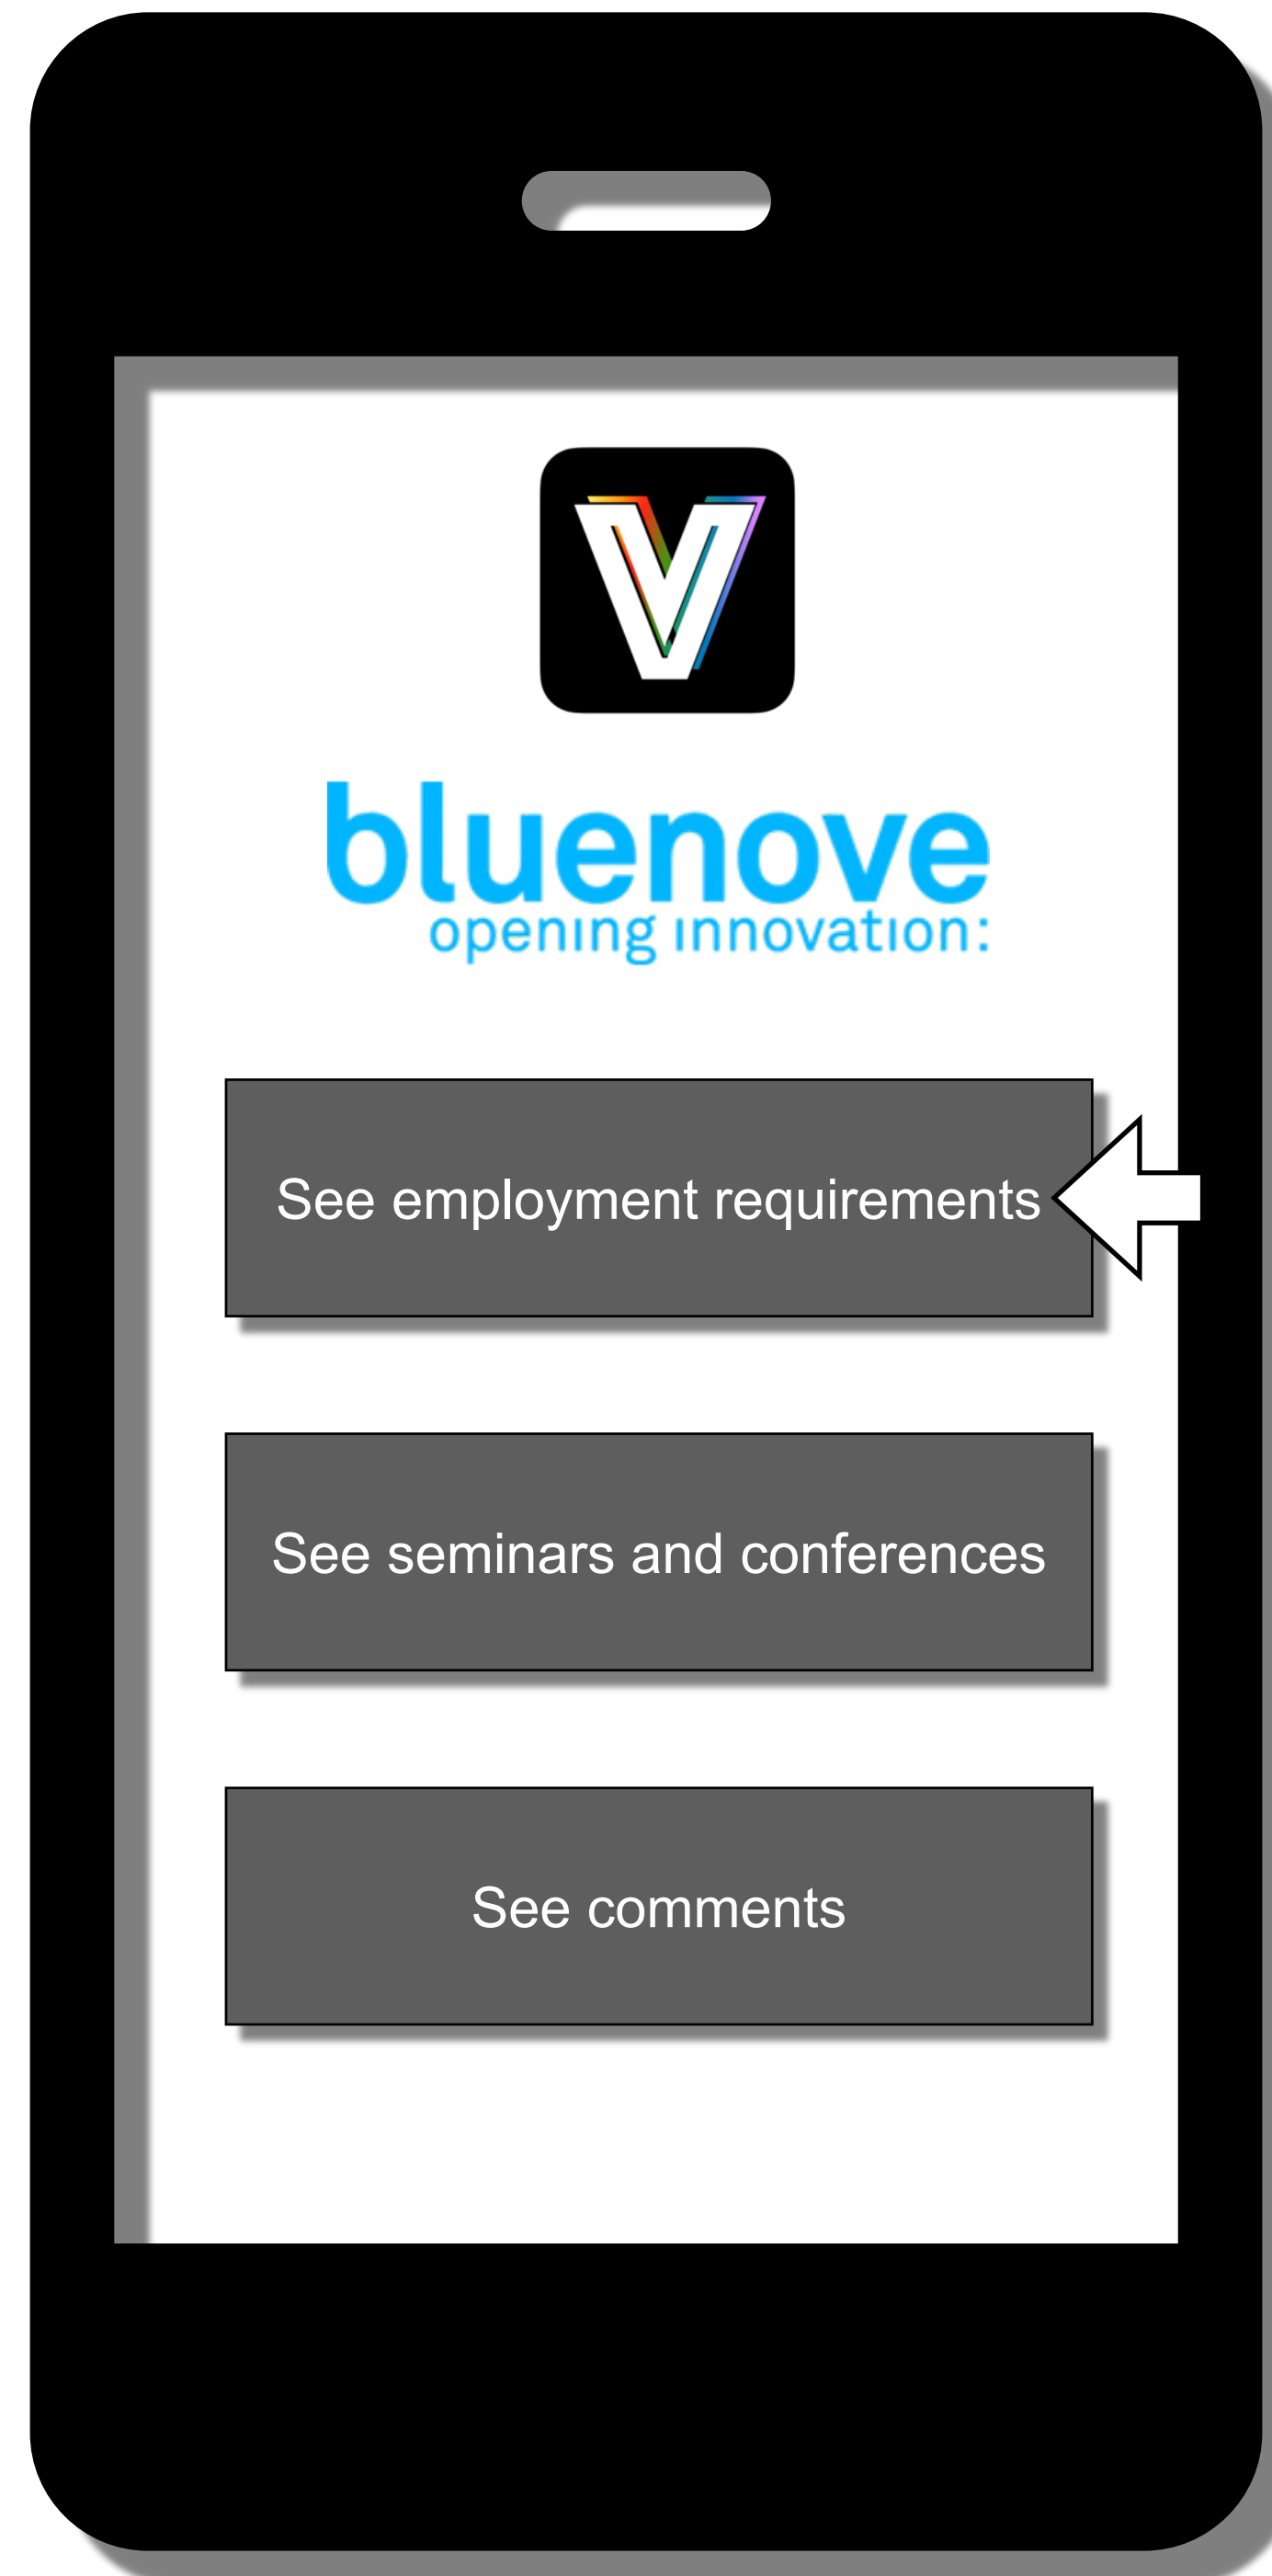 V
bluenove
opening innovation:
See employment requirements
See seminars and conferences
See comments